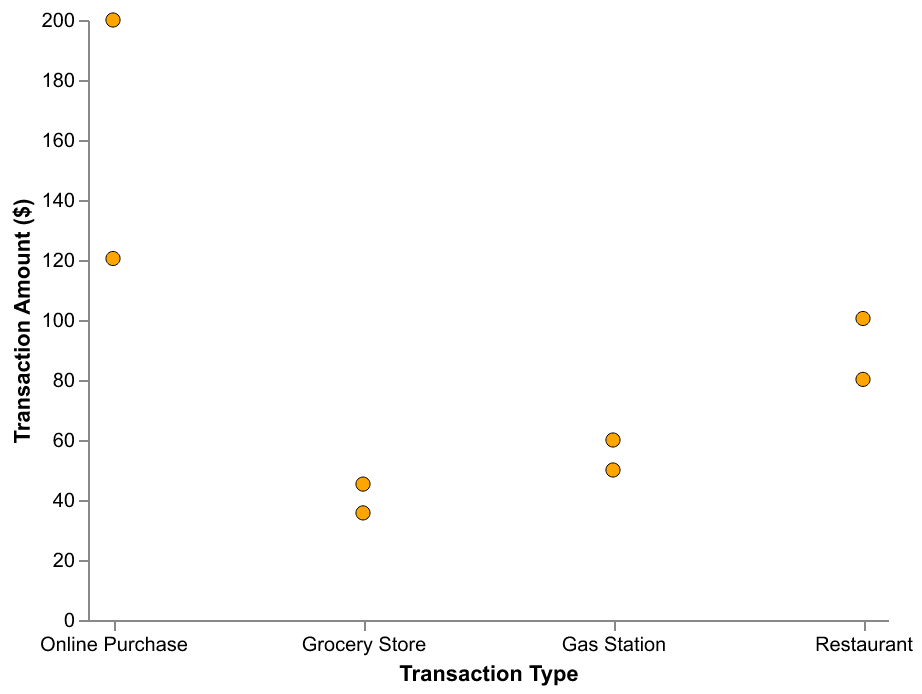 200
180
160
140
120
100
80
60
40
20
0
Transaction Amount ($)
Online Purchase
Grocery Store
Gas Station
Restaurant
Transaction Type